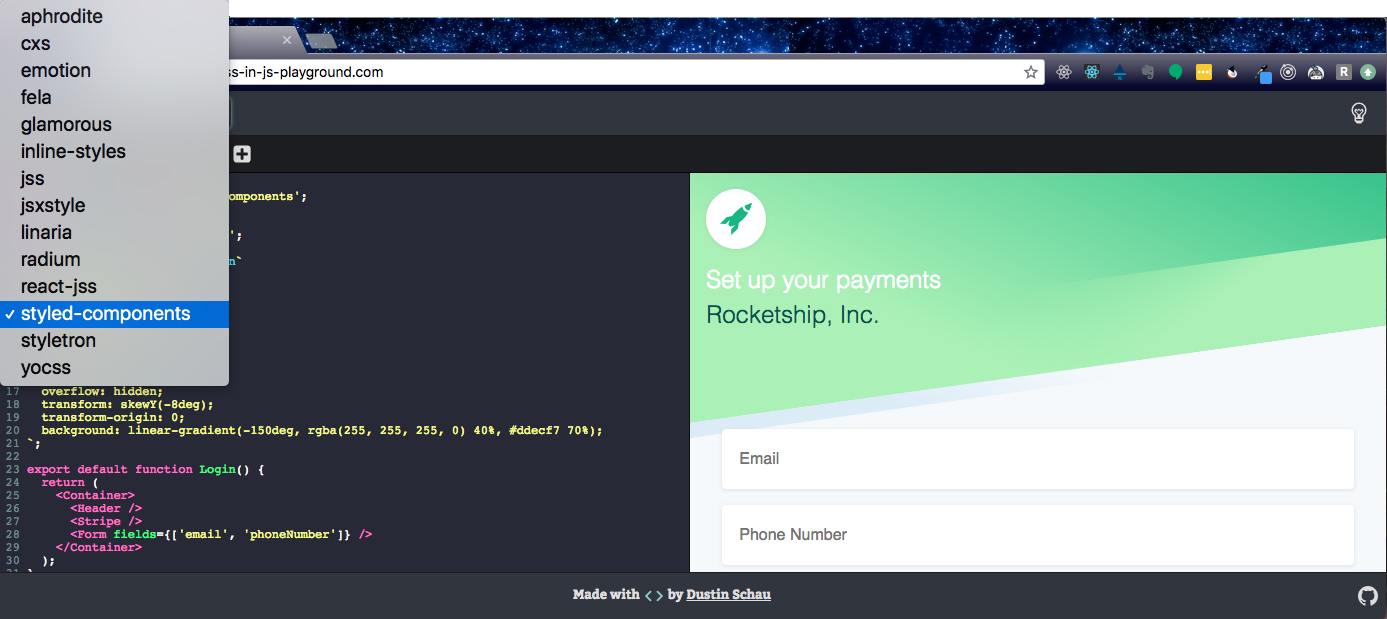 aphrodite
cxs
emotion
fela
glamorous
inline-styles
jss
jsxstyle
linaria
radium
react-jss
✓ styled-components
styletron
yocss
ss-in-js-playground.com
R
omponents';
';
n`
17 overflow: hidden;
18 transform: skewY(-8deg);
19 transform-origin: 0;
20 background: linear-gradient(-150deg, rgba(255, 255, 255, 0) 40%, #ddecf7 70%);
21 `;
22
23 export default function Login() {
24 return (
25 <Container>
26 <Header />
27 <Stripe />
28 <Form fields={['email', 'phoneNumber']} />
29 </Container>
30 );
Set up your payments
Rocketship, Inc.
Email
Phone Number
Made with <> by Dustin Schau